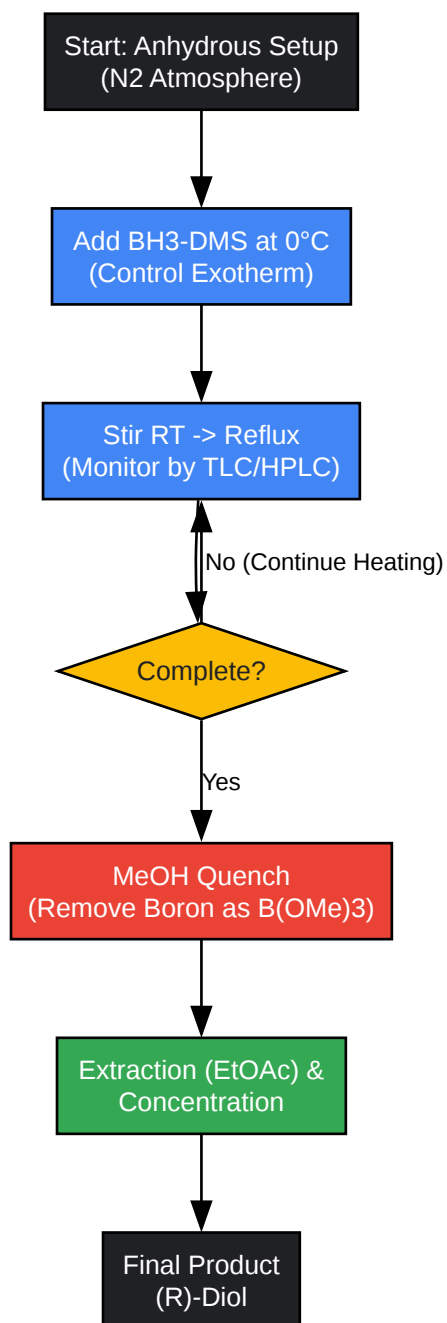 Start: Anhydrous Setup
(N2 Atmosphere)
Add BH3-DMS at 0°C
(Control Exotherm)
Stir RT -> Reflux
(Monitor by TLC/HPLC)
No (Continue Heating)
Complete?
Yes
MeOH Quench
(Remove Boron as B(OMe)3)
Extraction (EtOAc) &
Concentration
Final Product
(R)-Diol